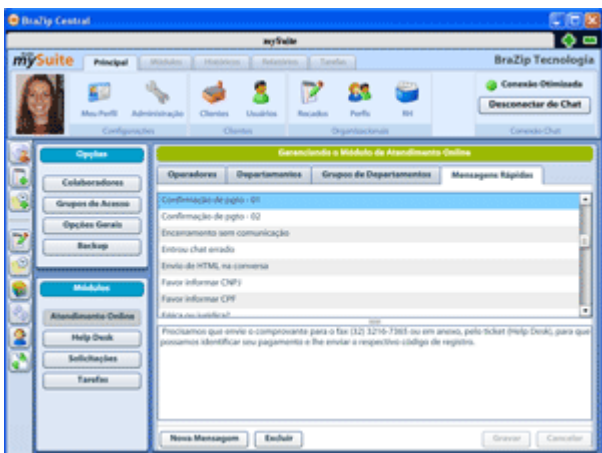 BraZip Central
mySuite
mySuite
Principal
Módulos
Históricos
Relatórios
Tarefas
BraZip Tecnologia
Meu Perfil
Administração
Clientes
Usuários
Recados
Perfis
RH
Conexão Otimizada
Desconectar do Chat
Configurações
Clientes
Organizacionais
Conexão Chat
Opções
Colaboradores
Grupos de Acesso
Opções Gerais
Backup
Módulos
Atendimento Online
Help Desk
Solicitações
Tarefas
Gerenciando o Módulo de Atendimento Online
Operadores
Departamentos
Grupos de Departamentos
Mensagens Rápidas
Confirmação de pgto - 01
Confirmação de pgto - 02
Encerramento sem comunicação
Entrou chat errado
Envio de HTML na conversa
Favor informar CNPJ
Favor informar CPF
Física ou jurídica?
Precisamos que envie o comprovante para o fax (32) 3216-7365 ou em anexo, pelo ticket (Help Desk), para que
possamos identificar seu pagamento e lhe enviar o respectivo código de registro.
Nova Mensagem
Excluir
Gravar
Cancelar